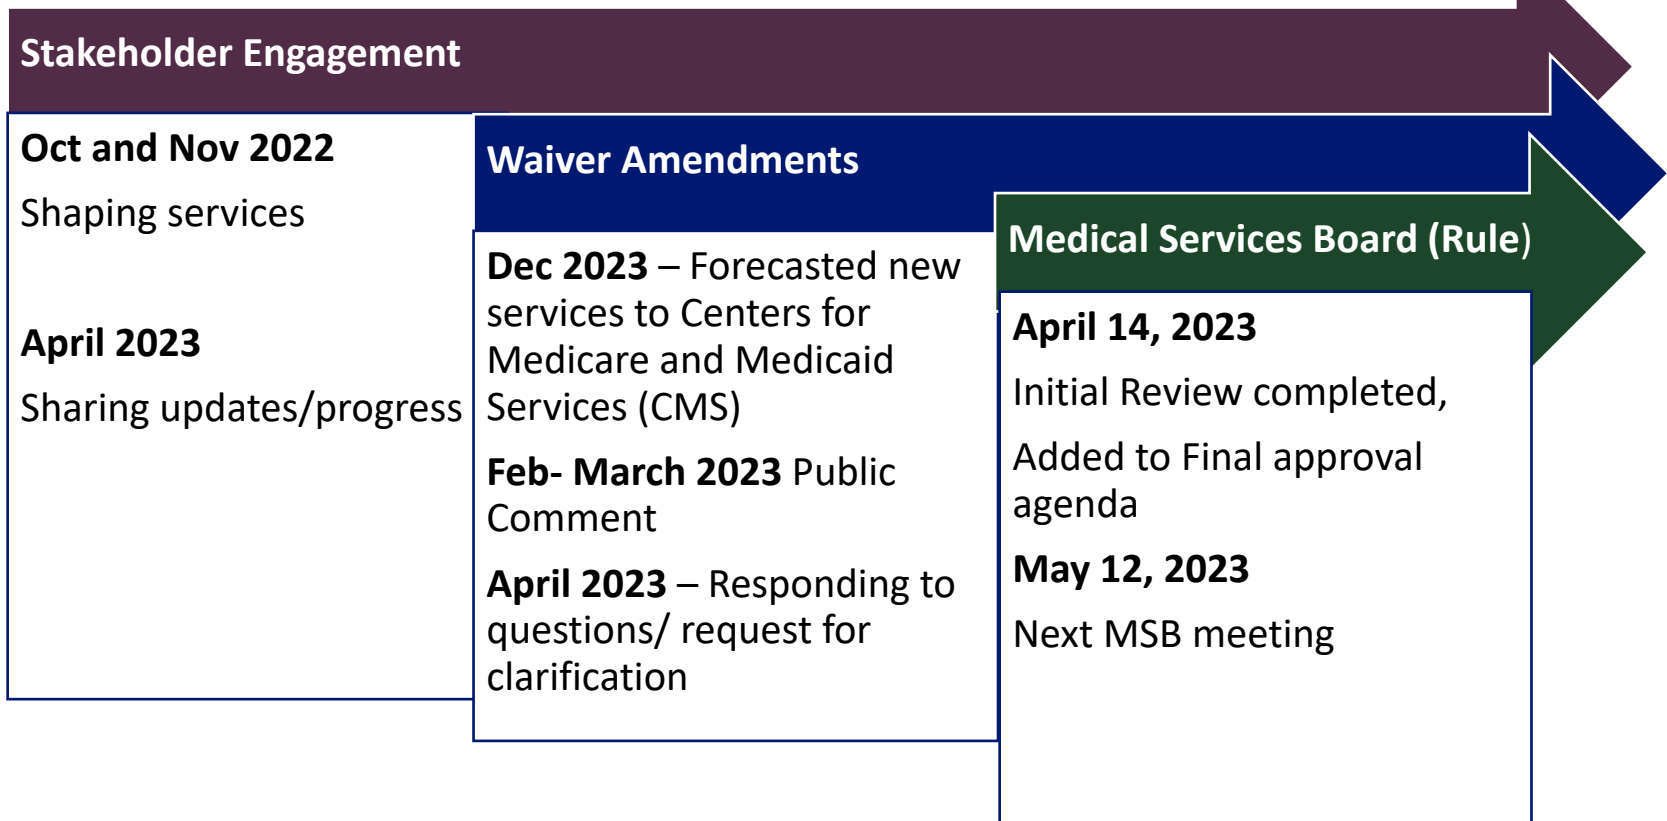 Stakeholder Engagement
Oct and Nov 2022
Shaping services
April 2023
Sharing updates/progress
Waiver Amendments
Dec 2023 – Forecasted new
services to Centers for
Medicare and Medicaid
Services (CMS)
Feb- March 2023 Public
Comment
April 2023 – Responding to
questions/ request for
clarification
Medical Services Board (Rule)
April 14, 2023
Initial Review completed,
Added to Final approval
agenda
May 12, 2023
Next MSB meeting